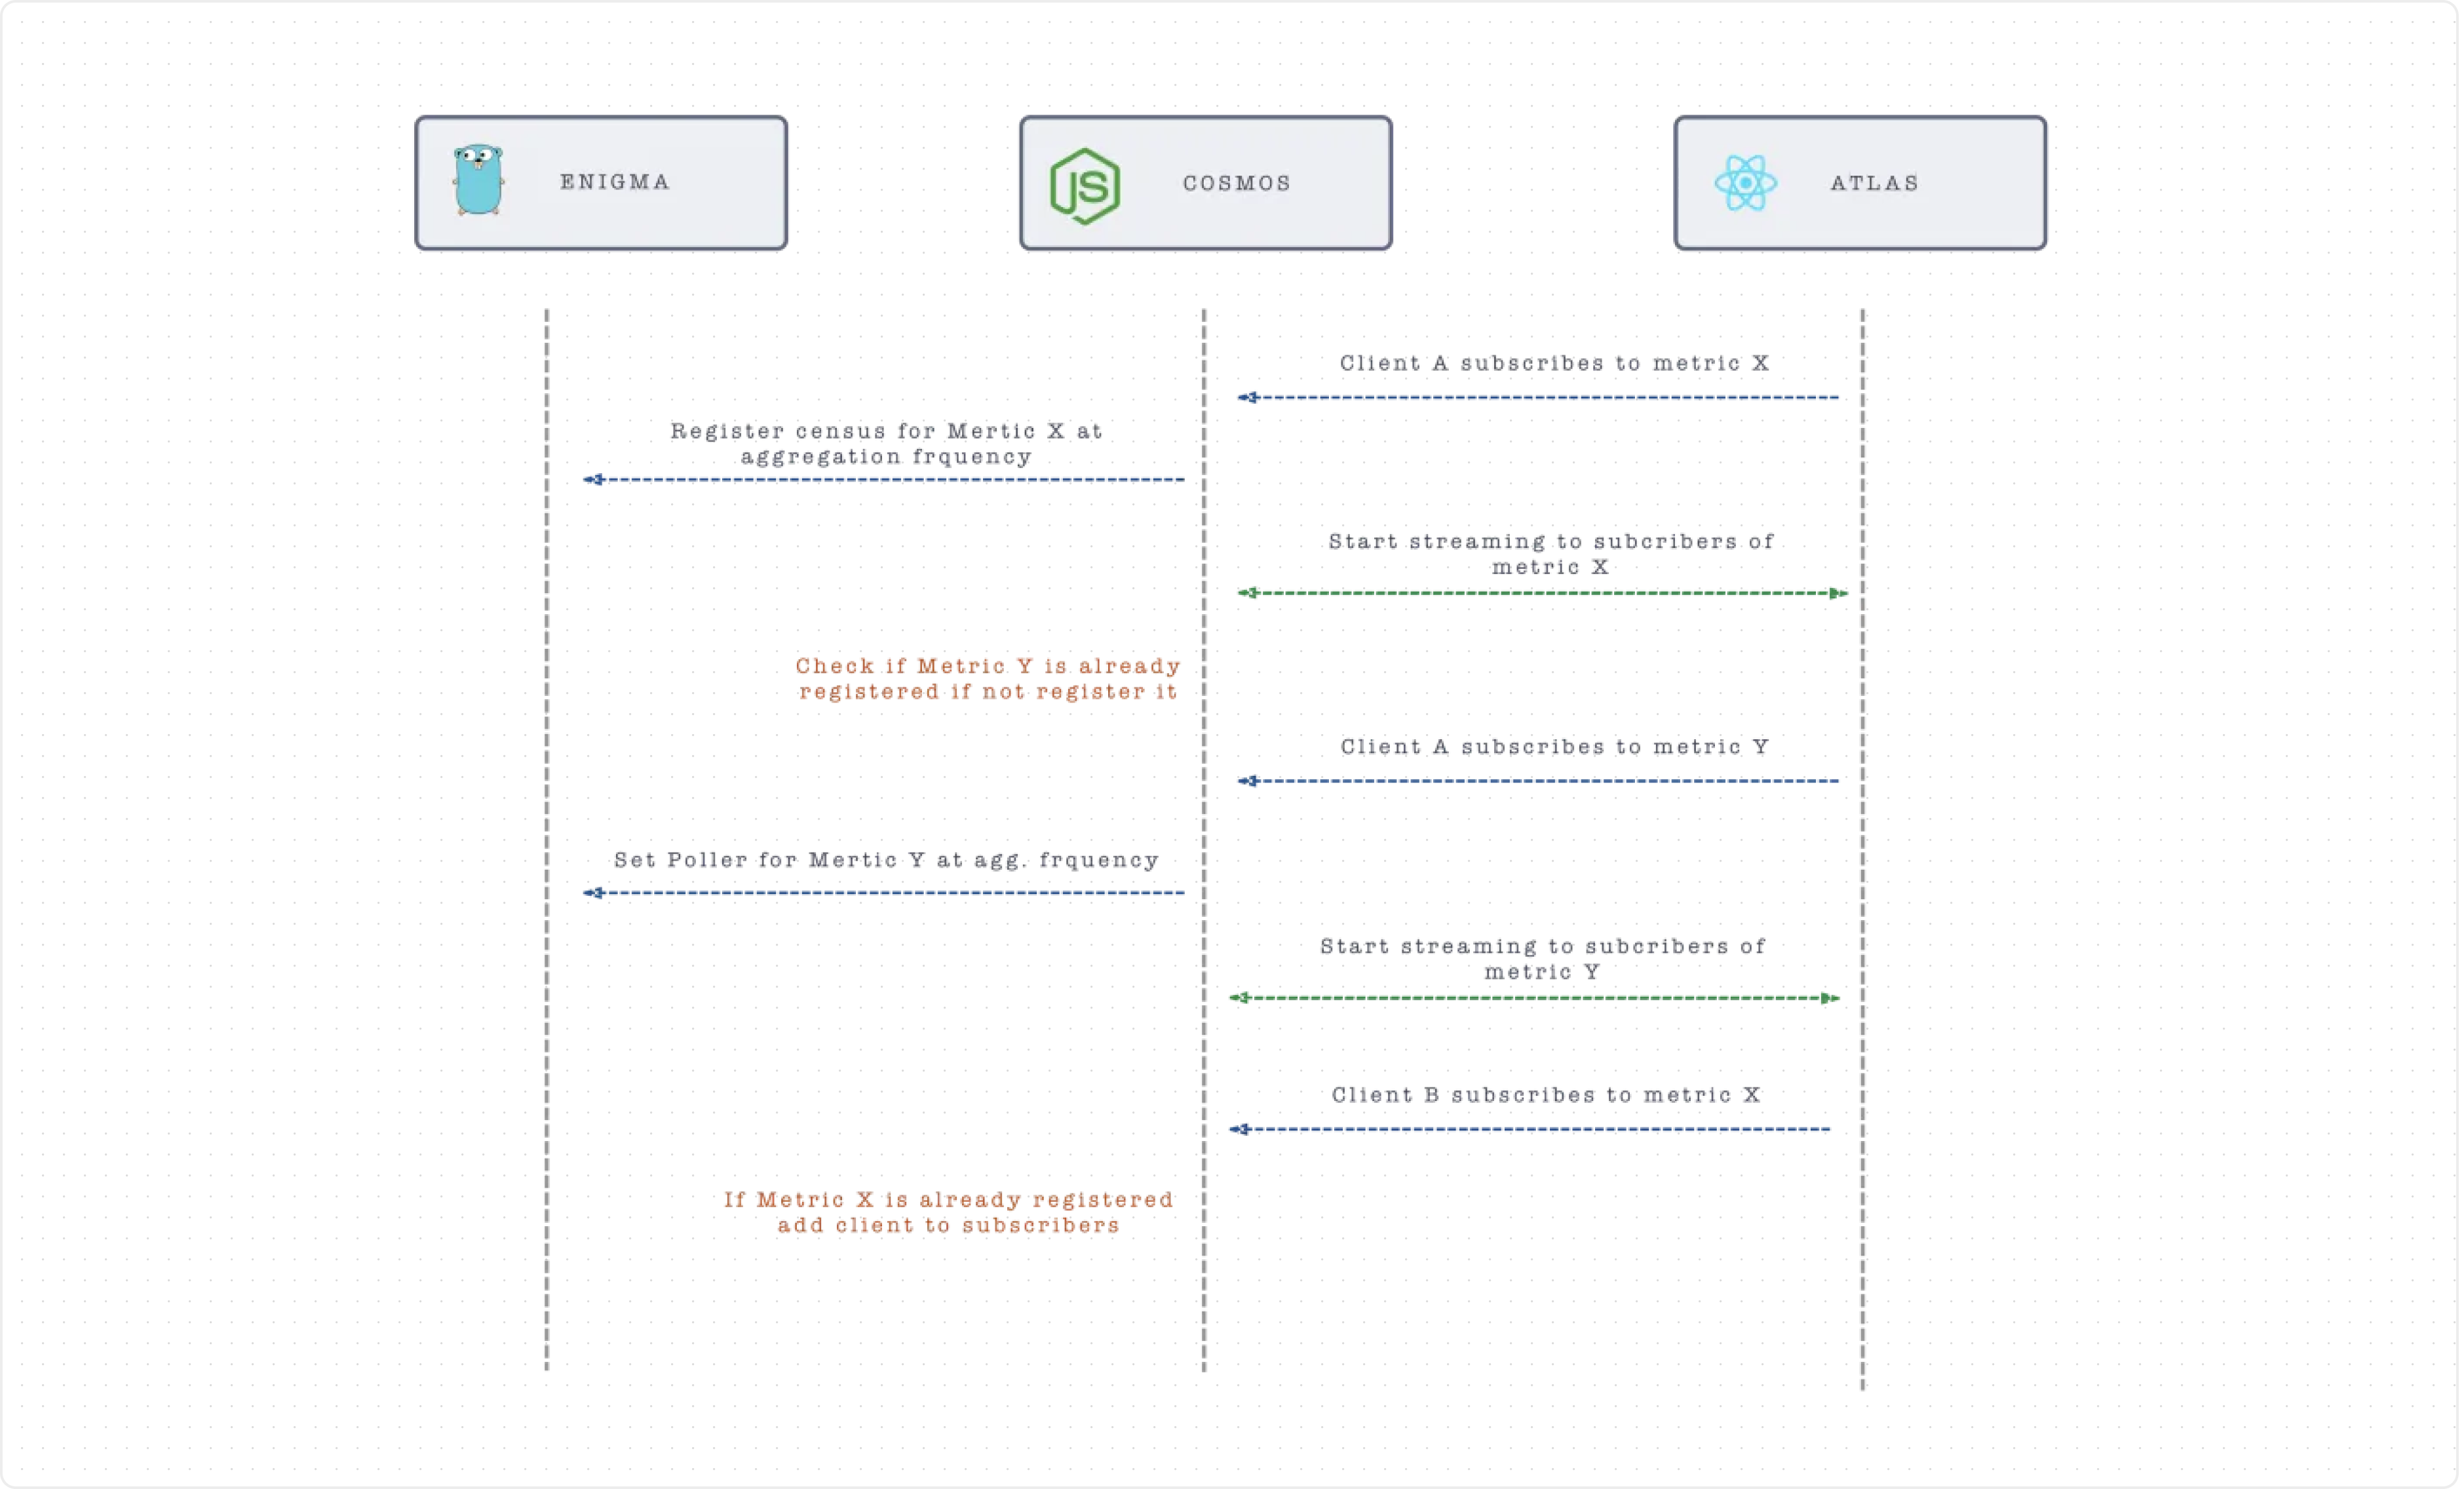 ENIGMA
JS
COSMOS
ATLAS
Client A subscribes to metric X
Register census for Mertic X at
aggregation frquency
Start streaming to subcribers of
metric X
Check if Metric Y is already
registered if not register it
Client A subscribes to metric Y
Set Poller for Mertic Y at agg. frquency
Start streaming to subcribers of
metric Y
Client B subscribes to metric X
If Metric X is already registered
add client to subscribers